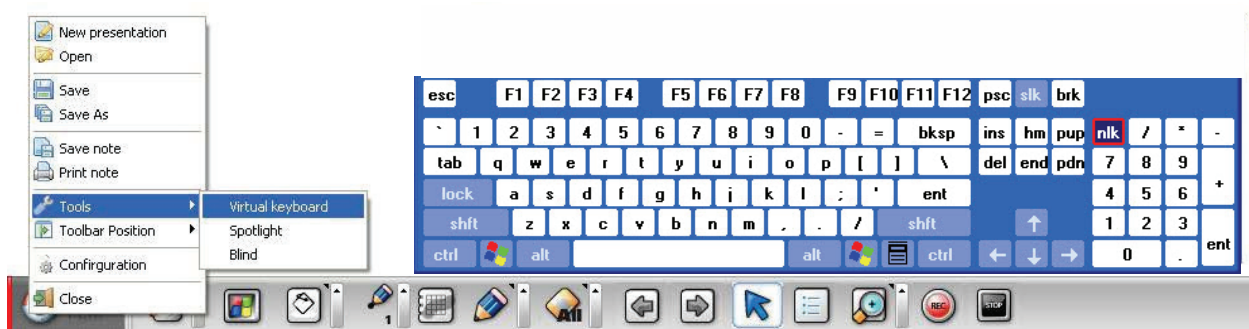 New presentation
Open
Save
Save As
Save note
Print note
Tools
Toolbar Position
Confirguration
Close
Virtual keyboard
Spotlight
Blind
esc F1 F2 F3 F4 F5 F6 F7 F8 F9 F10 F11 F12 psc slk brk
` 1 2 3 4 5 6 7 8 9 0 - = bksp ins hm pup nlk / * -
tab q w e r t y u i o p [ ] \ del end pdn 7 8 9
lock a s d f g h j k l ; ' ent 4 5 6 +
shft z x c v b n m , . / shft ↑ 1 2 3
ctrl alt alt ctrl ← ↓ → 0 . ent
1 All REC STOP